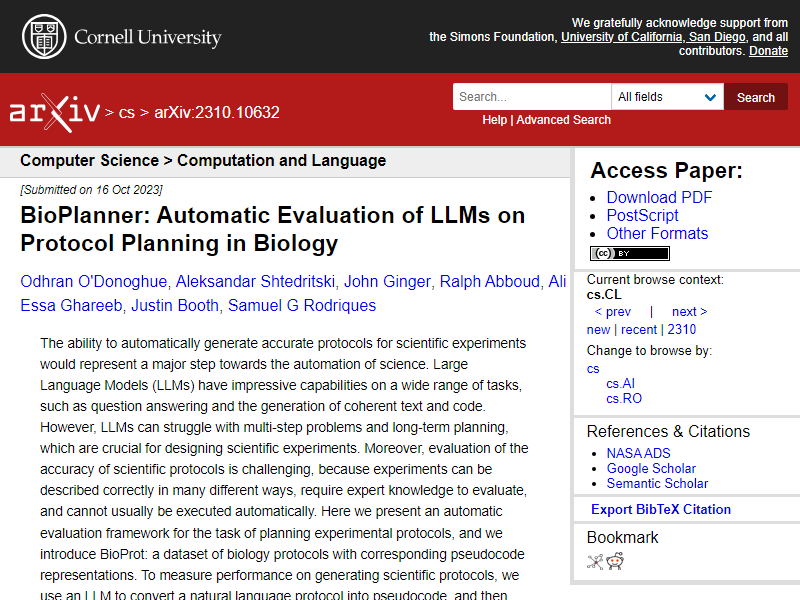 Cornell University
We gratefully acknowledge support from
the Simons Foundation, University of California, San Diego, and all
contributors. Donate
arXiv > cs > arXiv:2310.10632
Search...
All fields
Search
Help | Advanced Search
Computer Science > Computation and Language
[Submitted on 16 Oct 2023]
BioPlanner: Automatic Evaluation of LLMs on
Protocol Planning in Biology
Odhran O'Donoghue, Aleksandar Shtedritski, John Ginger, Ralph Abboud, Ali
Essa Ghareeb, Justin Booth, Samuel G Rodriques
The ability to automatically generate accurate protocols for scientific experiments
would represent a major step towards the automation of science. Large
Language Models (LLMs) have impressive capabilities on a wide range of tasks,
such as question answering and the generation of coherent text and code.
However, LLMs can struggle with multi-step problems and long-term planning,
which are crucial for designing scientific experiments. Moreover, evaluation of the
accuracy of scientific protocols is challenging, because experiments can be
described correctly in many different ways, require expert knowledge to evaluate,
and cannot usually be executed automatically. Here we present an automatic
evaluation framework for the task of planning experimental protocols, and we
introduce BioProt: a dataset of biology protocols with corresponding pseudocode
representations. To measure performance on generating scientific protocols, we
use an LLM to convert a natural language protocol into pseudocode, and then
Access Paper:
Download PDF
PostScript
Other Formats
(cc) BY
Current browse context:
cs.CL
< prev | next >
new | recent | 2310
Change to browse by:
cs
cs.AI
cs.RO
References & Citations
NASA ADS
Google Scholar
Semantic Scholar
Export BibTeX Citation
Bookmark